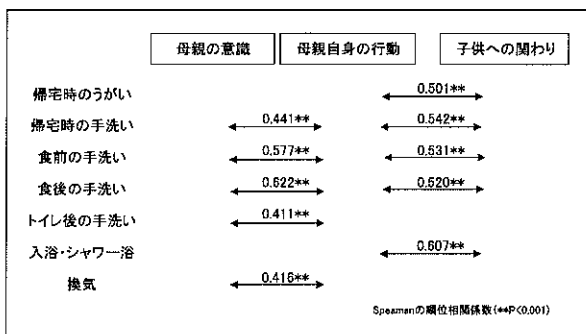 母親の意識 母親自身の行動 子供への関わり
帰宅時のうがい 0.501**
帰宅時の手洗い 0.441** 0.542**
食前の手洗い 0.577** 0.531**
食後の手洗い 0.622** 0.520**
トイレ後の手洗い 0.411**
入浴・シャワー浴 0.607**
換気 0.416**
Speamanの順位相関係数(**P<0.001)